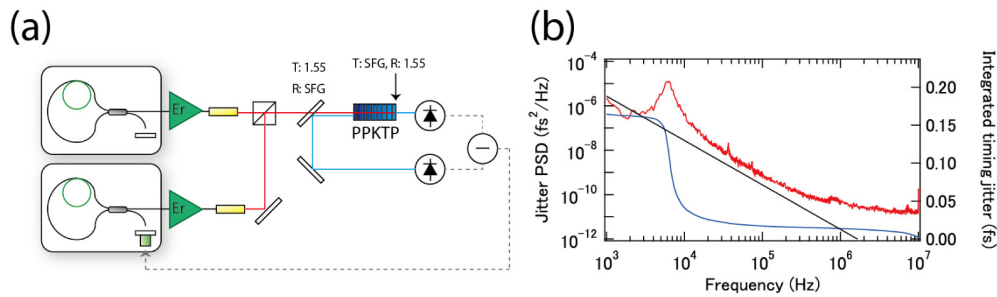 (a)
T: 1.55
R: SFG
T: SFG, R: 1.55
Er
PPKTP
Er
(b)
Jitter PSD (fs²/Hz)
10⁻⁴
10⁻⁶
10⁻⁸
10⁻¹⁰
10⁻¹²
0.20
0.15
0.10
0.05
0.00
Integrated timing jitter (fs)
10³
10⁴
10⁵
10⁶
10⁷
Frequency (Hz)